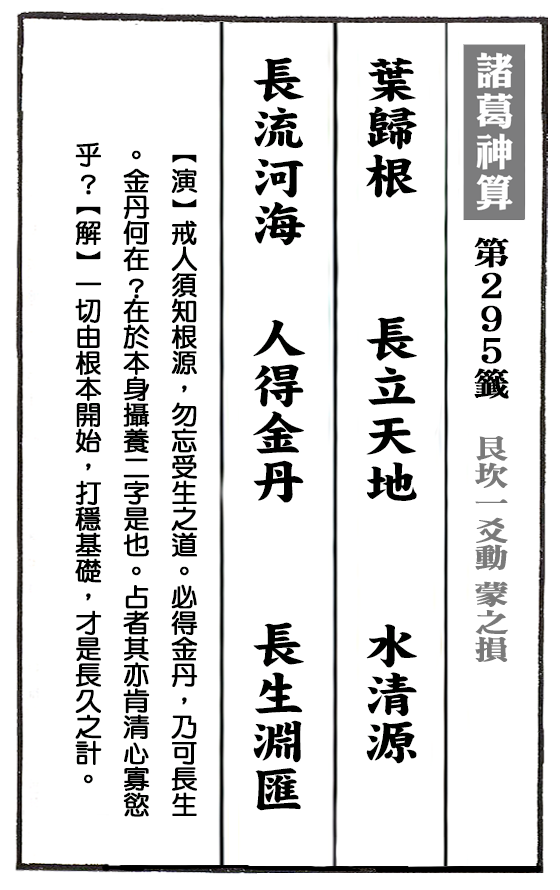 諸葛神算 第295籤 艮坎一爻動 蒙之損
葉歸根 長立天地 水清源
長流河海 人得金丹 長生淵匯
【演】戒人須知根源，勿忘受生之道。必得金丹，乃可長生
。金丹何在？在於本身攝養二字是也。占者其亦肯清心寡慾
乎？【解】一切由根本開始，打穩基礎，才是長久之計。